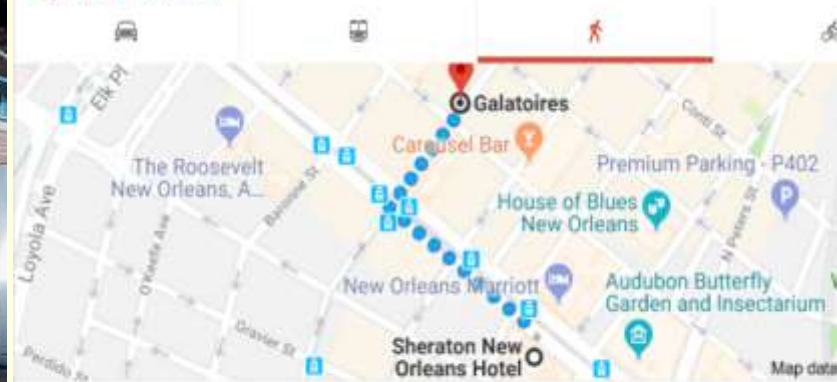 Elk Pl
Galatoires
Conti St
Carousel Bar
The Roosevelt
New Orleans, A...
Premium Parking - P402
Baronne St
House of Blues
New Orleans
Loyola Ave
O'Keefe Ave
N Peters St
New Orleans Marriott
Audubon Butterfly
Garden and Insectarium
Gravier St
Sheraton New
Orleans Hotel
Perdido St
Map data